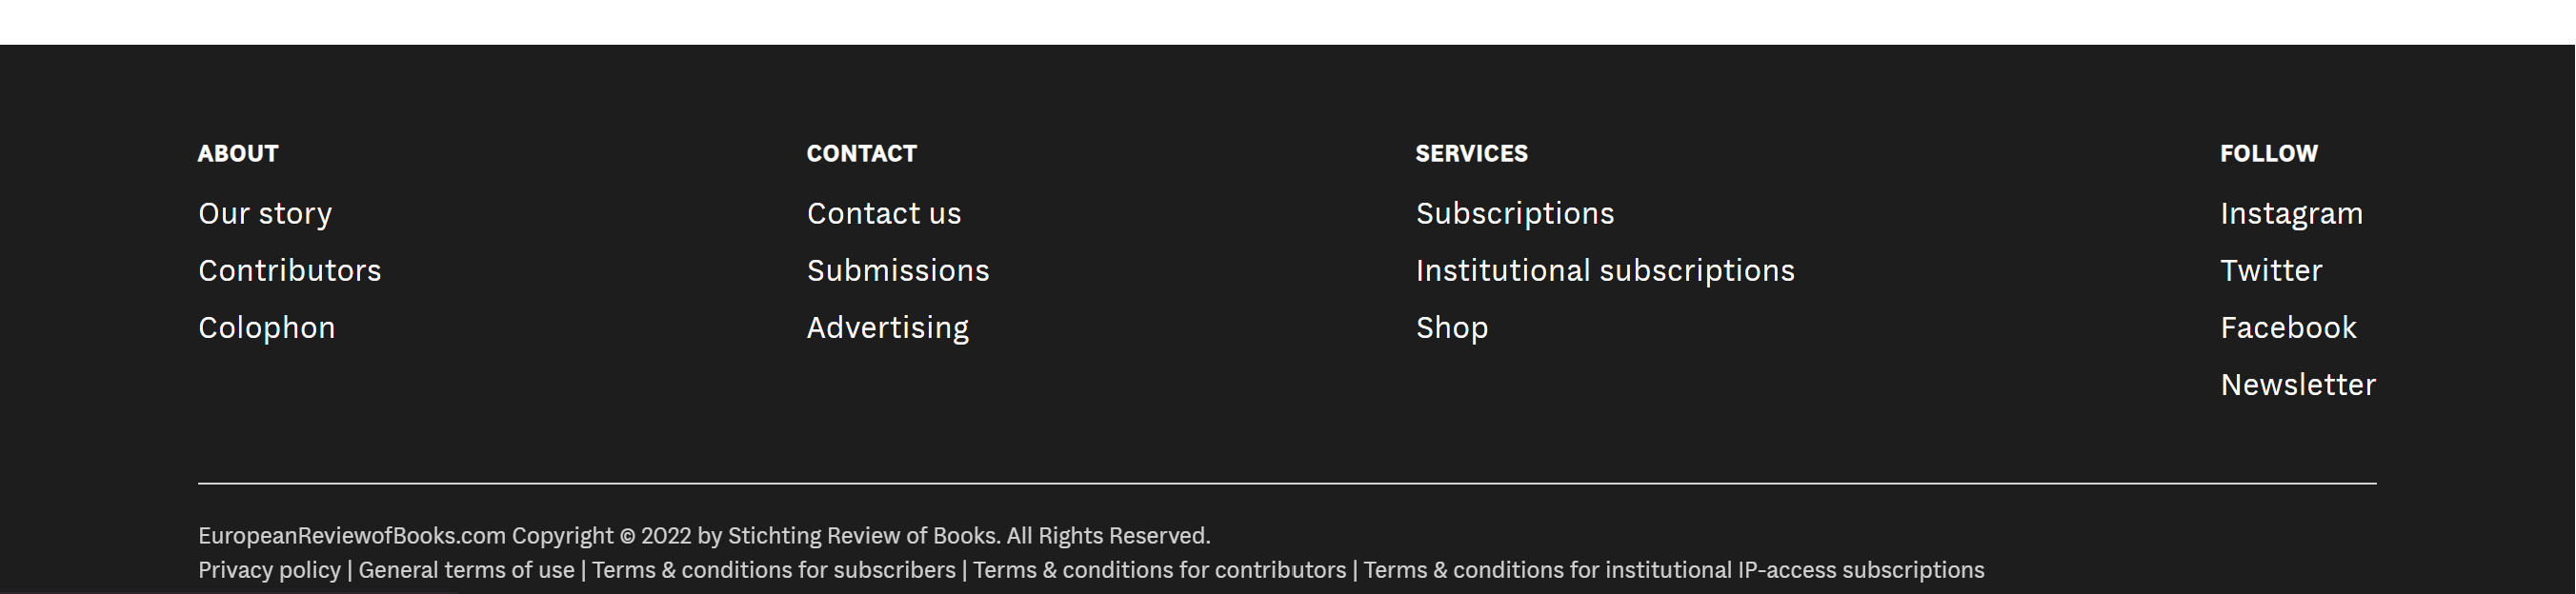 ABOUT
Our story
Contributors
Colophon
CONTACT
Contact us
Submissions
Advertising
SERVICES
Subscriptions
Institutional subscriptions
Shop
FOLLOW
Instagram
Twitter
Facebook
Newsletter
EuropeanReviewofBooks.com Copyright © 2022 by Stichting Review of Books. All Rights Reserved.
Privacy policy | General terms of use | Terms & conditions for subscribers | Terms & conditions for contributors | Terms & conditions for institutional IP-access subscriptions